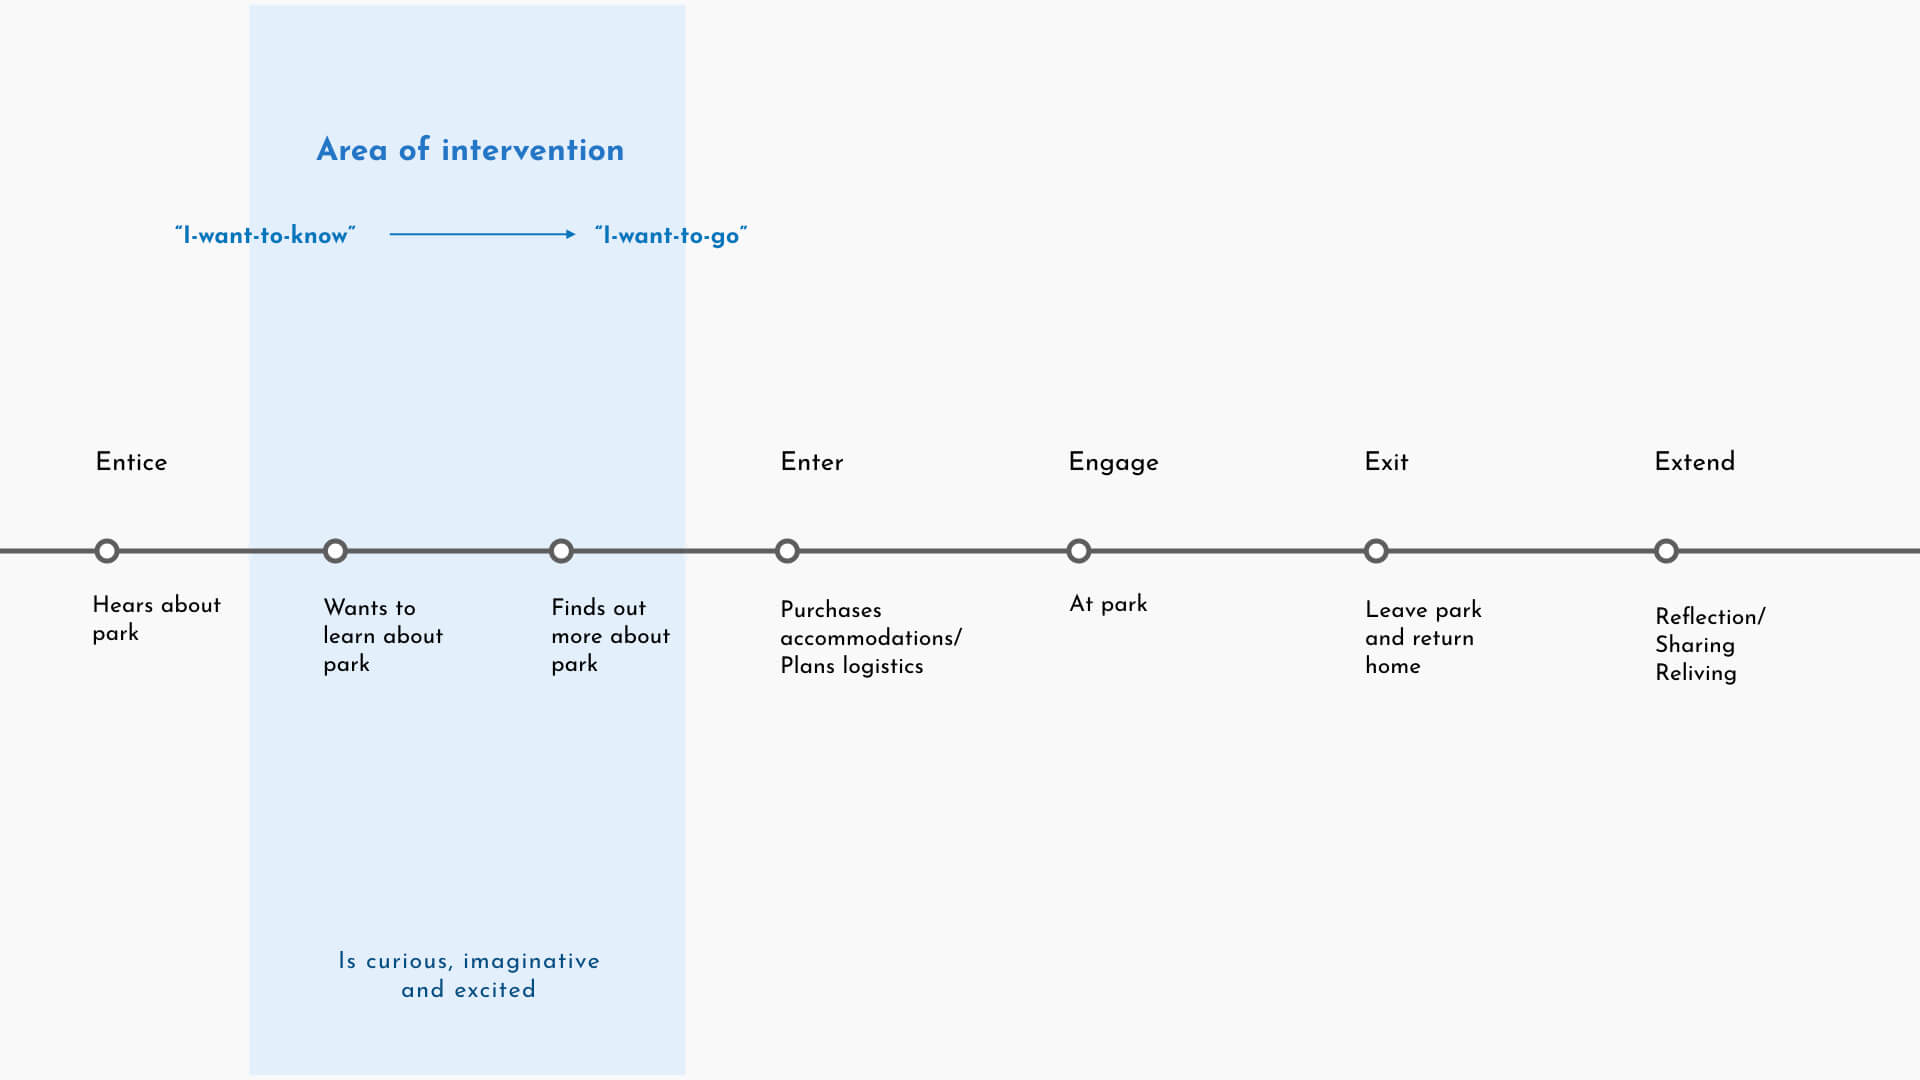 Area of intervention
“I-want-to-know” “I-want-to-go”
Entice
Enter
Engage
Exit
Extend
Hears about
park
Wants to
learn about
park
Finds out
more about
park
Purchases
accommodations/
Plans logistics
At park
Leave park
and return
home
Reflection/
Sharing
Reliving
Is curious, imaginative
and excited